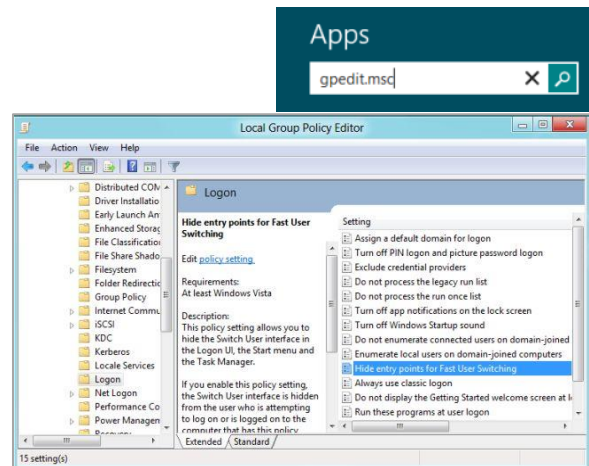 Apps
gpedit.msc
Local Group Policy Editor
File Action View Help
Distributed COM
Driver Installatio
Early Launch An
Enhanced Storag
File Classification
File Share Shado
Filesystem
Folder Redirectic
Group Policy
Internet Commu
iSCSI
KDC
Kerberos
Locale Services
Logon
Net Logon
Performance Co
Power Managem
Logon
Hide entry points for Fast User
Switching
Edit policy setting
Requirements:
At least Windows Vista
Description:
This policy setting allows you to
hide the Switch User interface in
the Logon UI, the Start menu and
the Task Manager.
If you enable this policy setting,
the Switch User interface is hidden
from the user who is attempting
to log on or is logged on to the
computer that has this policy
Setting
Assign a default domain for logon
Turn off PIN logon and picture password logon
Exclude credential providers
Do not process the legacy run list
Do not process the run once list
Turn off app notifications on the lock screen
Turn off Windows Startup sound
Do not enumerate connected users on domain-joined
Enumerate local users on domain-joined computers
Hide entry points for Fast User Switching
Always use classic logon
Do not display the Getting Started welcome screen at l
Run these programs at user logon
Extended Standard
15 setting(s)